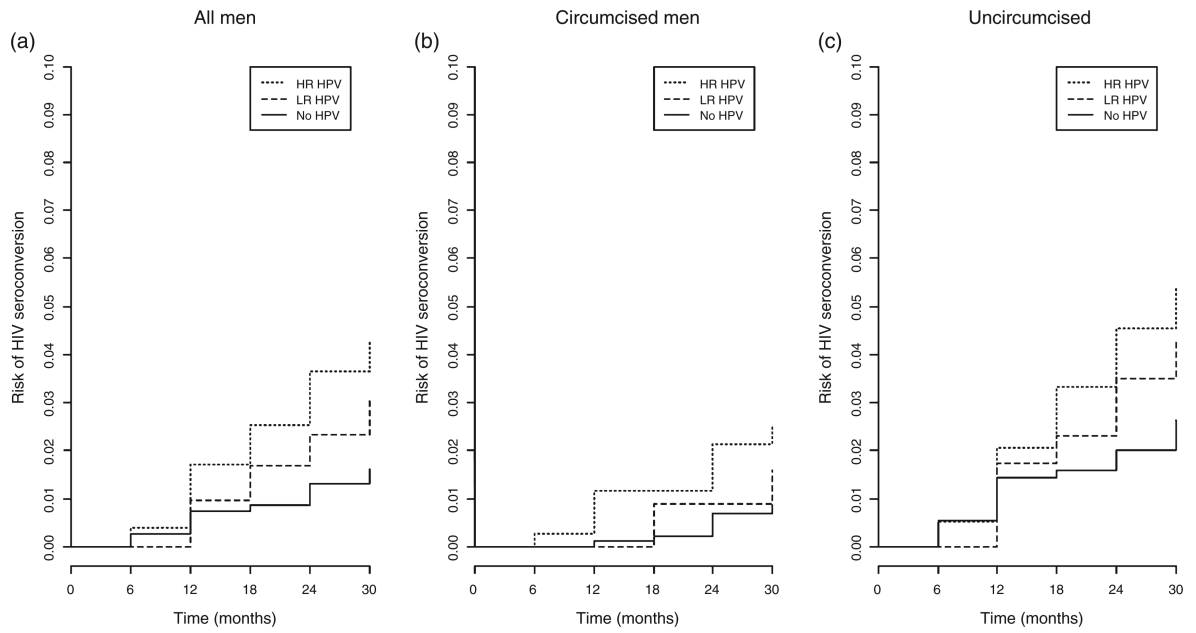 All men
(a)
HR HPV
LR HPV
No HPV
Risk of HIV seroconversion
0.10
0.09
0.08
0.07
0.06
0.05
0.04
0.03
0.02
0.01
0.00
0 6 12 18 24 30
Time (months)
Circumcised men
(b)
HR HPV
LR HPV
No HPV
Risk of HIV seroconversion
0.10
0.09
0.08
0.07
0.06
0.05
0.04
0.03
0.02
0.01
0.00
0 6 12 18 24 30
Time (months)
Uncircumcised
(c)
HR HPV
LR HPV
No HPV
Risk of HIV seroconversion
0.10
0.09
0.08
0.07
0.06
0.05
0.04
0.03
0.02
0.01
0.00
0 6 12 18 24 30
Time (months)